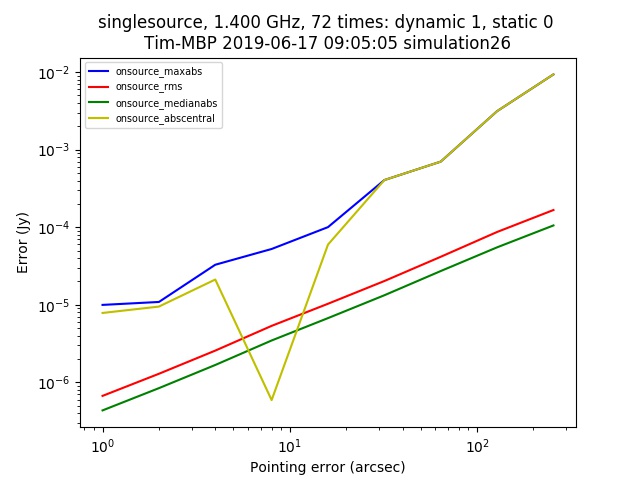 singlesource, 1.400 GHz, 72 times: dynamic 1, static 0
Tim-MBP 2019-06-17 09:05:05 simulation26
onsource_maxabs
onsource_rms
onsource_medianabs
onsource_abscentral
Error (Jy)
10⁻²
10⁻³
10⁻⁴
10⁻⁵
10⁻⁶
10⁰ 10¹ 10²
Pointing error (arcsec)